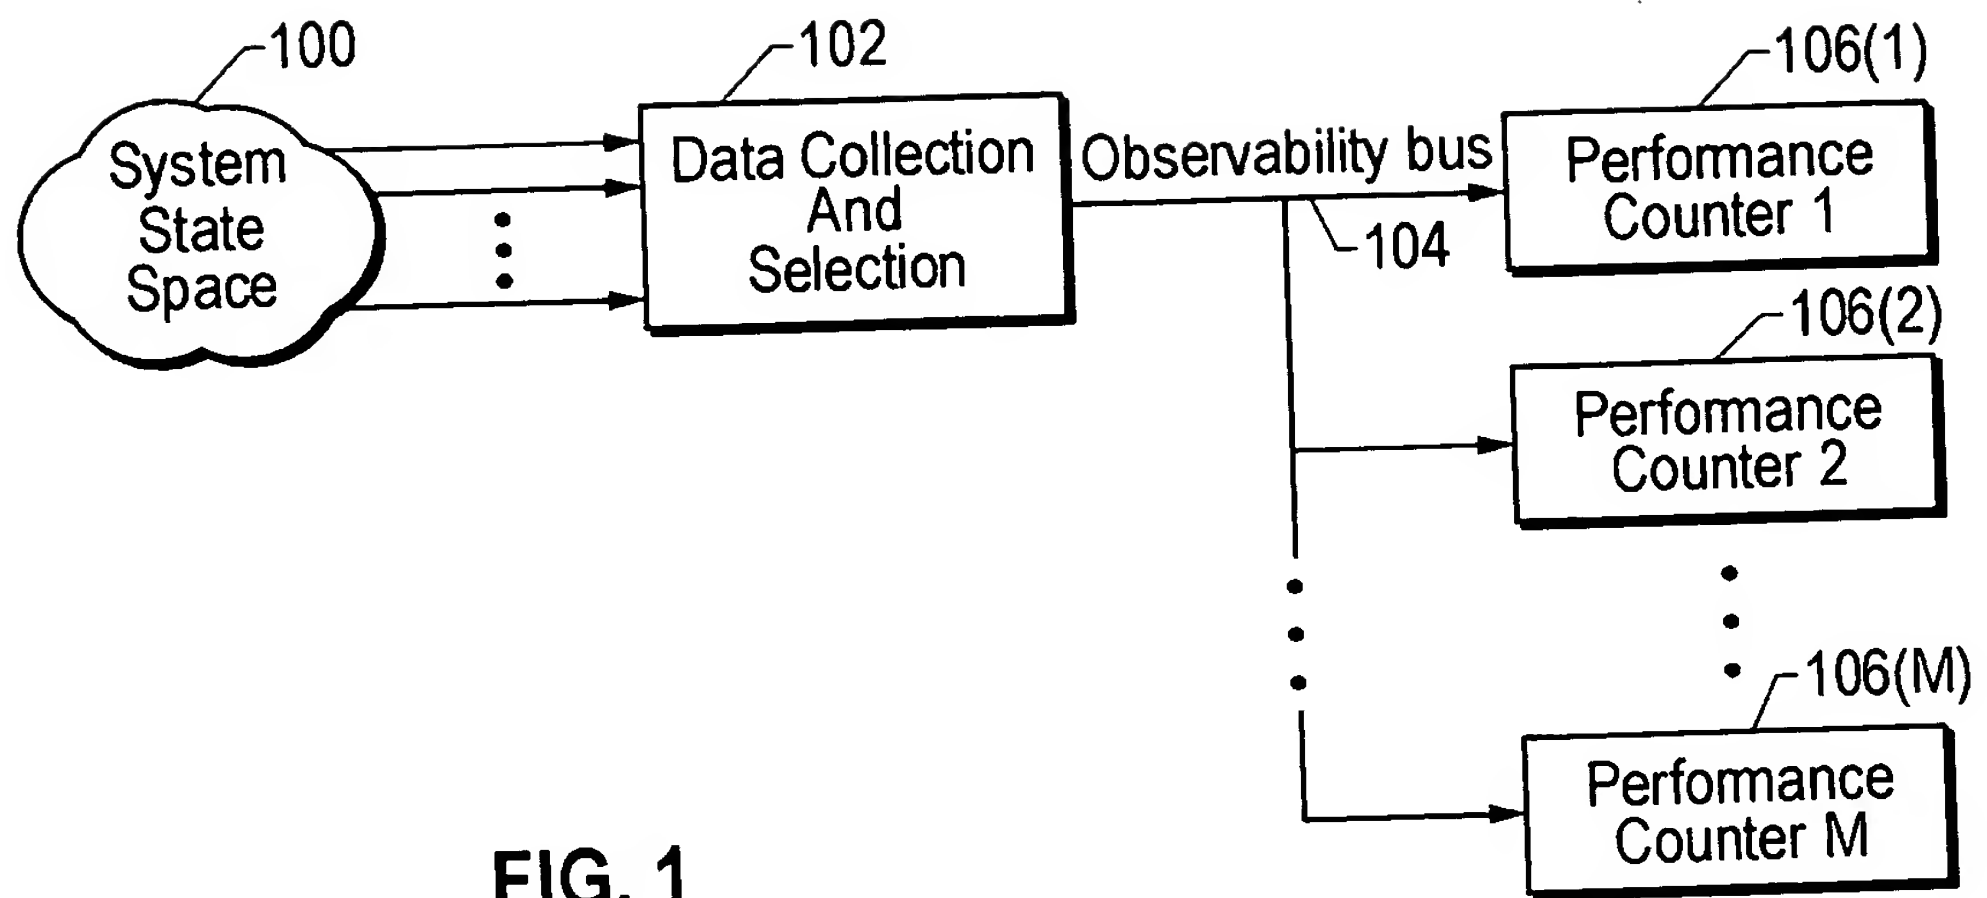 100
System
State
Space
102
Data Collection
And
Selection
Observability bus
104
106(1)
Performance
Counter 1
106(2)
Performance
Counter 2
106(M)
Performance
Counter M
FIG. 1